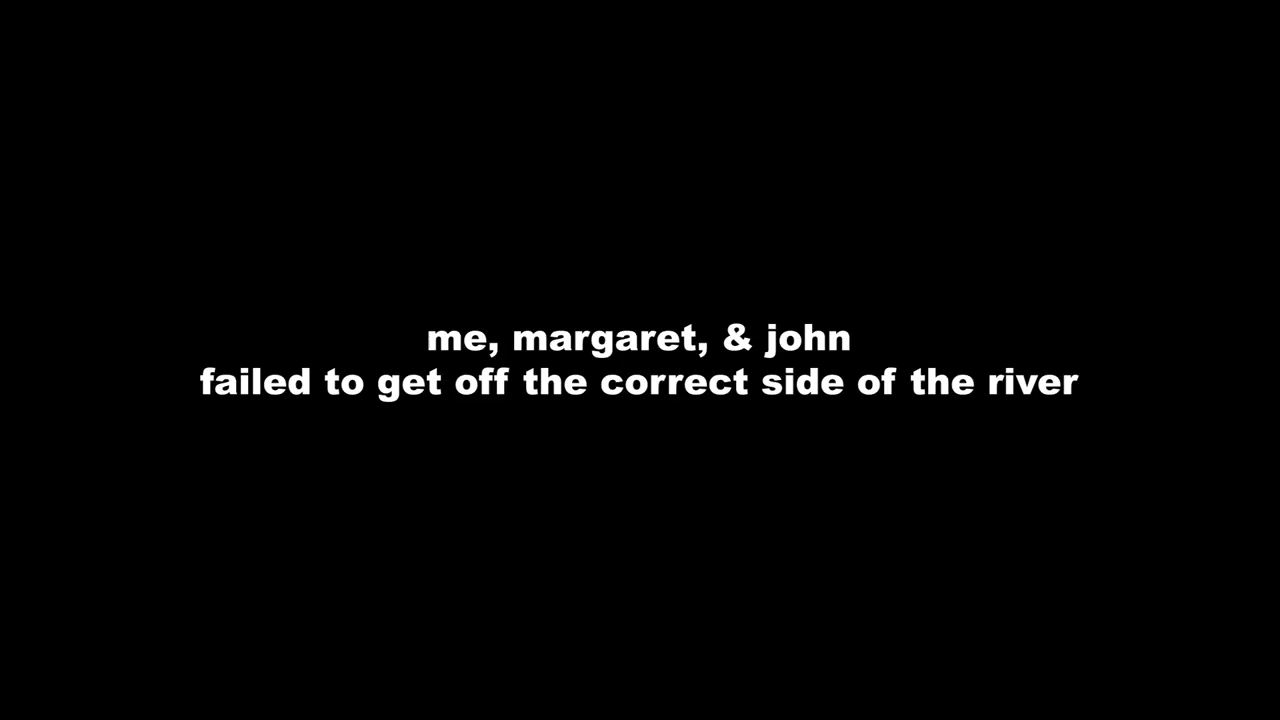 me, margaret, & john
failed to get off the correct side of the river